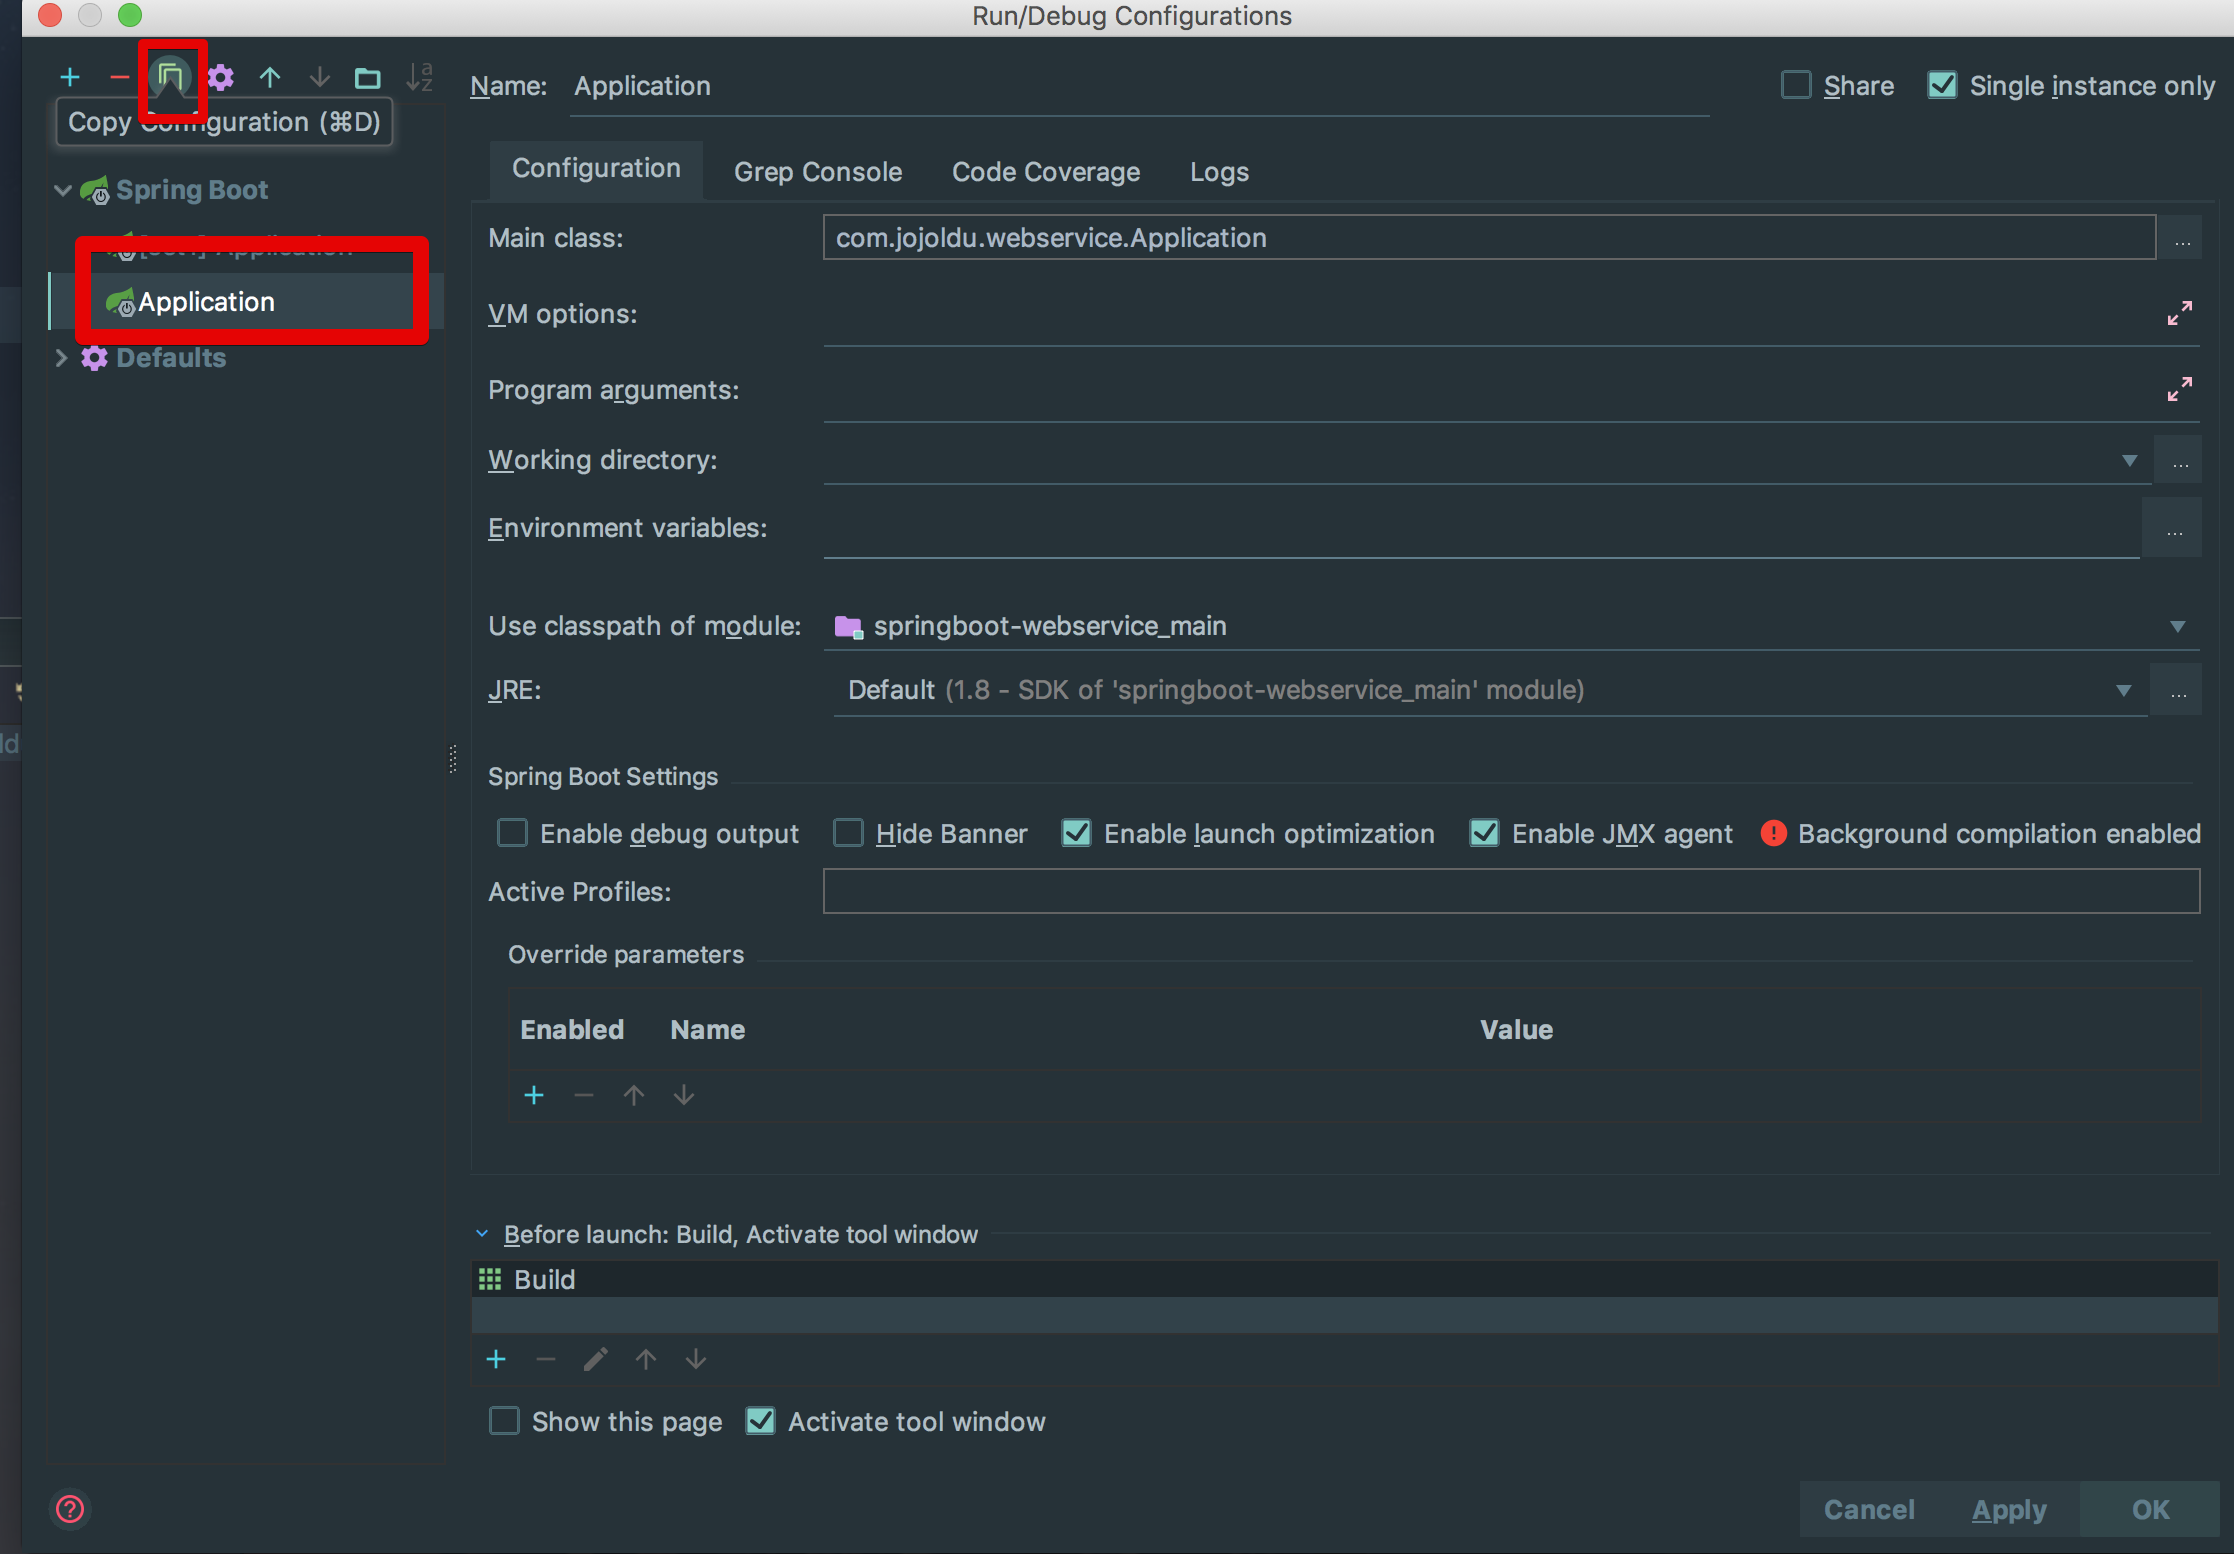 Run/Debug Configurations
Name: Application
Share
Single instance only
Copy Configuration (⌘D)
Spring Boot
Application
Application
Defaults
Configuration
Grep Console
Code Coverage
Logs
Main class: com.jojoldu.webservice.Application ...
VM options:
Program arguments:
Working directory: ...
Environment variables: ...
Use classpath of module: springboot-webservice_main
JRE: Default (1.8 - SDK of 'springboot-webservice_main' module) ...
Spring Boot Settings
Enable debug output
Hide Banner
Enable launch optimization
Enable JMX agent
Background compilation enabled
Active Profiles:
Override parameters
Enabled Name Value
Before launch: Build, Activate tool window
Build
Show this page
Activate tool window
Cancel
Apply
OK